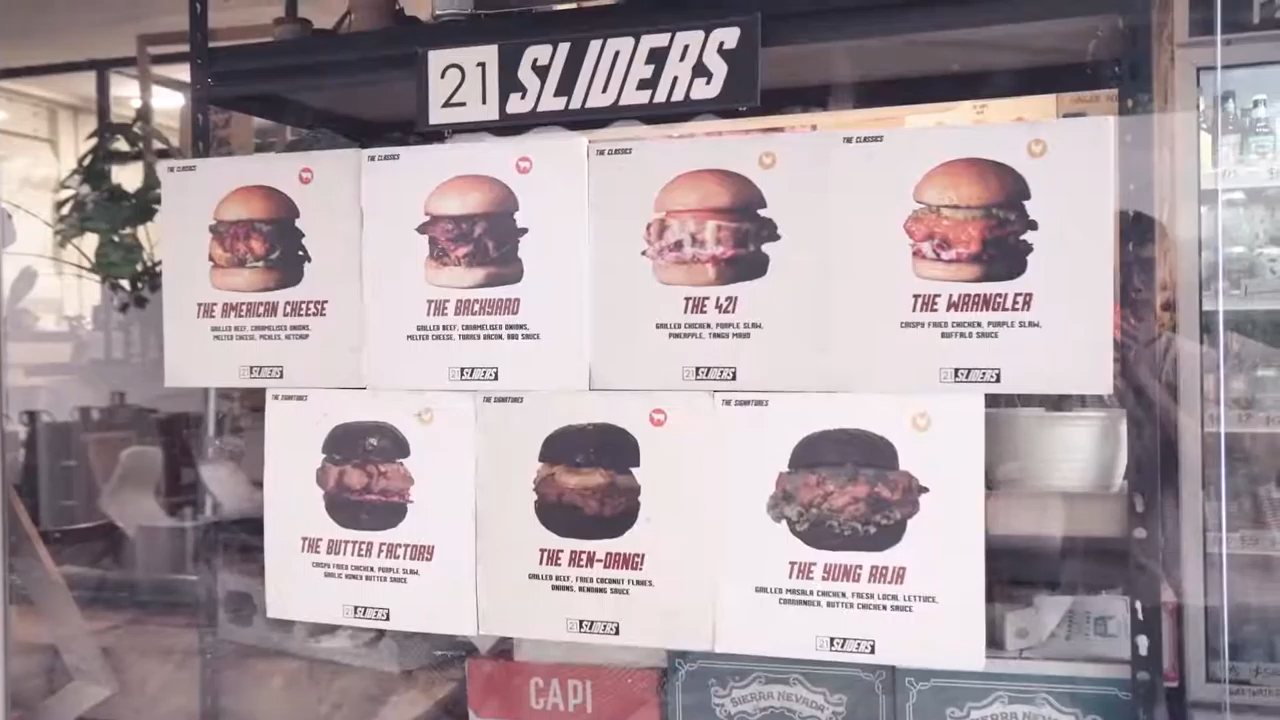 21 SLIDERS
THE CLASSICS
THE AMERICAN CHEESE
GRILLED BEEF, CARAMELISED ONIONS,
MELTED CHEESE, PICKLES, KETCHUP
21 SLIDERS
THE CLASSICS
THE BACKYARD
GRILLED BEEF, CARAMELISED ONIONS,
MELTED CHEESE, TURKEY BACON, BBQ SAUCE
21 SLIDERS
THE CLASSICS
THE 421
GRILLED CHICKEN, PURPLE SLAW,
PINEAPPLE, TANGY MAYO
21 SLIDERS
THE CLASSICS
THE WRANGLER
CRISPY FRIED CHICKEN, PURPLE SLAW,
BUFFALO SAUCE
21 SLIDERS
THE SIGNATURES
THE BUTTER FACTORY
CRISPY FRIED CHICKEN, PURPLE SLAW,
GARLIC HONEY BUTTER SAUCE
21 SLIDERS
THE SIGNATURES
THE REN-DANG!
GRILLED BEEF, FRIED COCONUT FLAKES,
ONIONS, RENDANG SAUCE
21 SLIDERS
THE SIGNATURES
THE YUNG RAJA
GRILLED MASALA CHICKEN, FRESH LOCAL LETTUCE,
CORRIANDER, BUTTER CHICKEN SAUCE
21 SLIDERS
CAPI
SIERRA NEVADA
SIERRA NEVADA